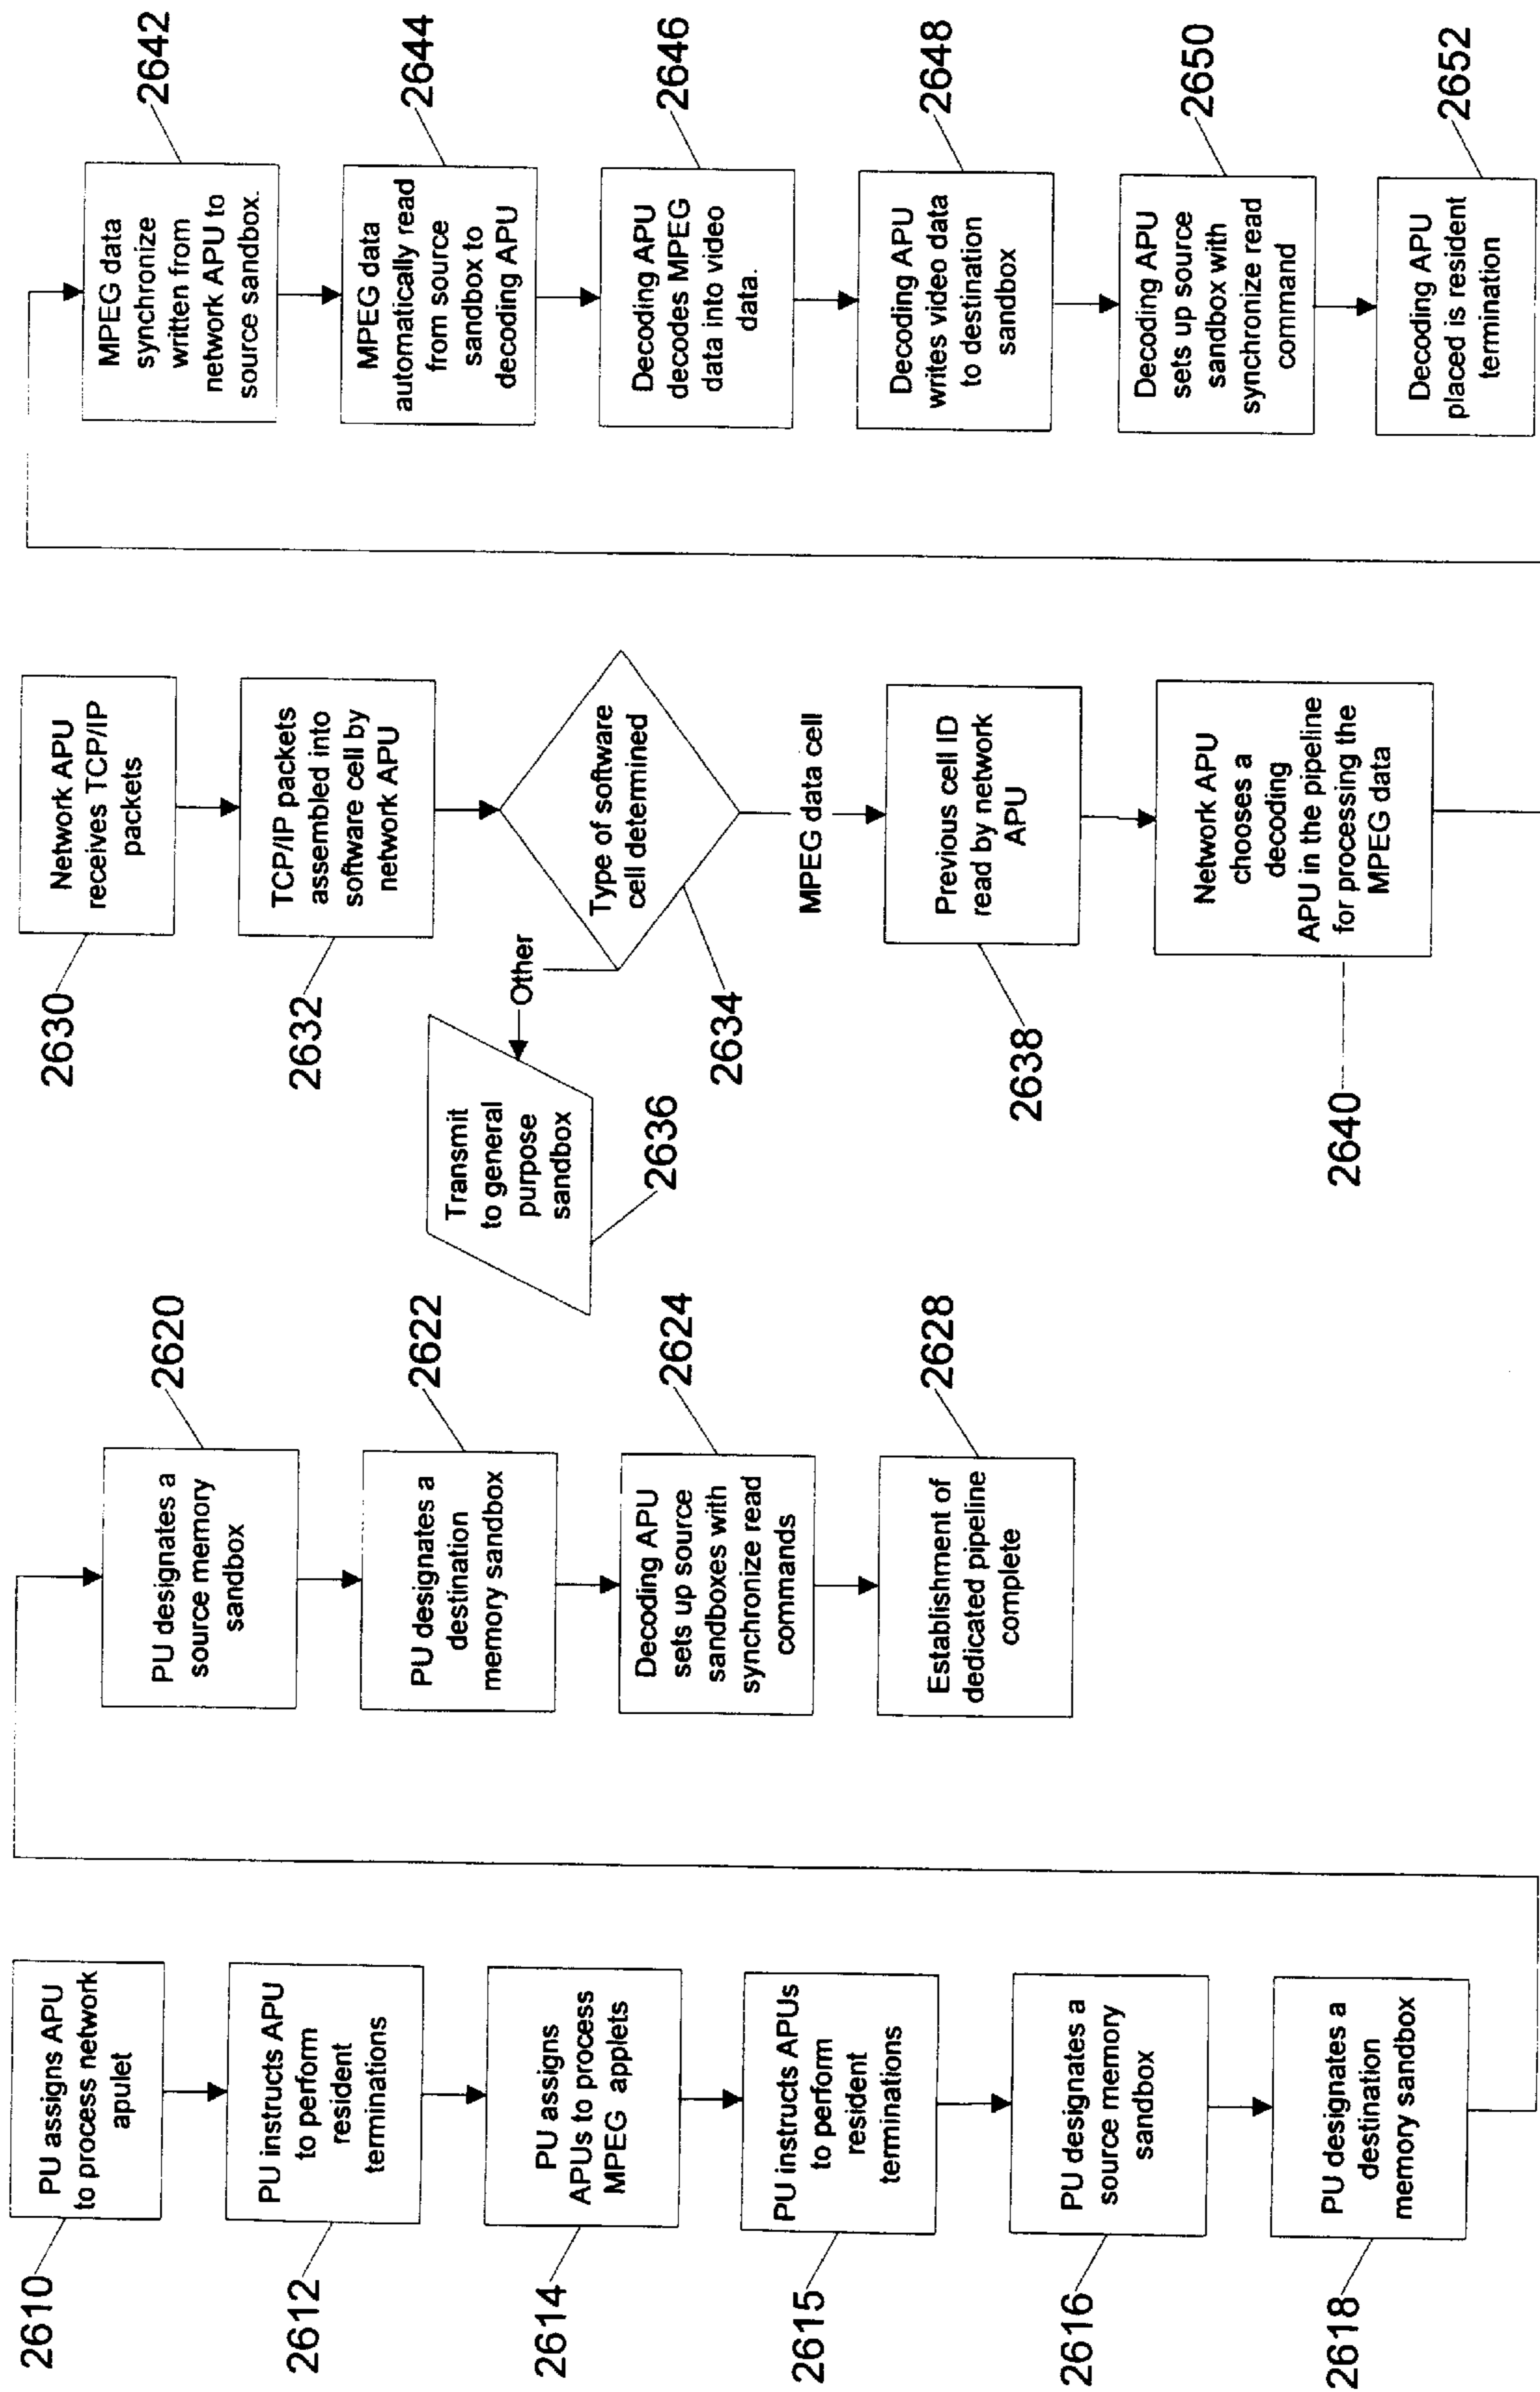 2610
PU assigns APU
to process network
apulet
2612
PU instructs APU
to perform
resident
terminations
2614
PU assigns
APUs to process
MPEG applets
2615
PU instructs APUs
to perform
resident
terminations
2616
PU designates a
source memory
sandbox
2618
PU designates a
destination
memory sandbox
2620
PU designates a
source memory
sandbox
2622
PU designates a
destination
memory sandbox
2624
Decoding APU
sets up source
sandboxes with
synchronize read
commands
2628
Establishment of
dedicated pipeline
complete
2630
Network APU
receives TCP/IP
packets
2632
TCP/IP packets
assembled into
software cell by
network APU
2634
Type of software
cell determined
Other
2636
Transmit
to general
purpose
sandbox
MPEG data cell
2638
Previous cell ID
read by network
APU
2640
Network APU
chooses a
decoding
APU in the pipeline
for processing the
MPEG data
2642
MPEG data
synchronize
written from
network APU to
source sandbox.
2644
MPEG data
automatically read
from source
sandbox to
decoding APU
2646
Decoding APU
decodes MPEG
data into video
data.
2648
Decoding APU
writes video data
to destination
sandbox
2650
Decoding APU
sets up source
sandbox with
synchronize read
command
2652
Decoding APU
placed is resident
termination